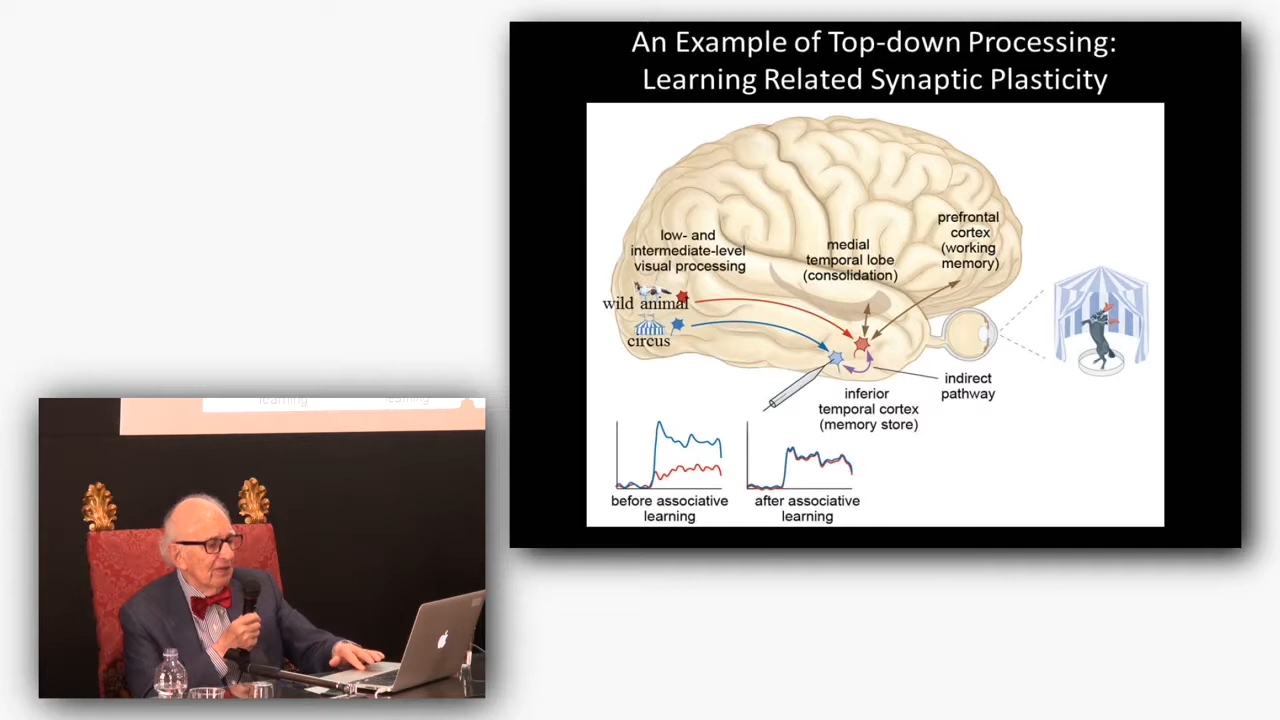 An Example of Top-down Processing:
Learning Related Synaptic Plasticity
low- and
intermediate-level
visual processing
wild animal
circus
medial
temporal lobe
(consolidation)
prefrontal
cortex
(working
memory)
indirect
pathway
inferior
temporal cortex
(memory store)
before associative
learning
after associative
learning
learning
learning